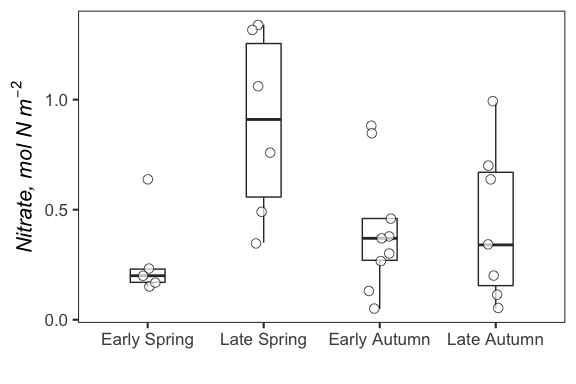 Nitrate, mol N m⁻²
1.0
0.5
0.0
Early Spring Late Spring Early Autumn Late Autumn